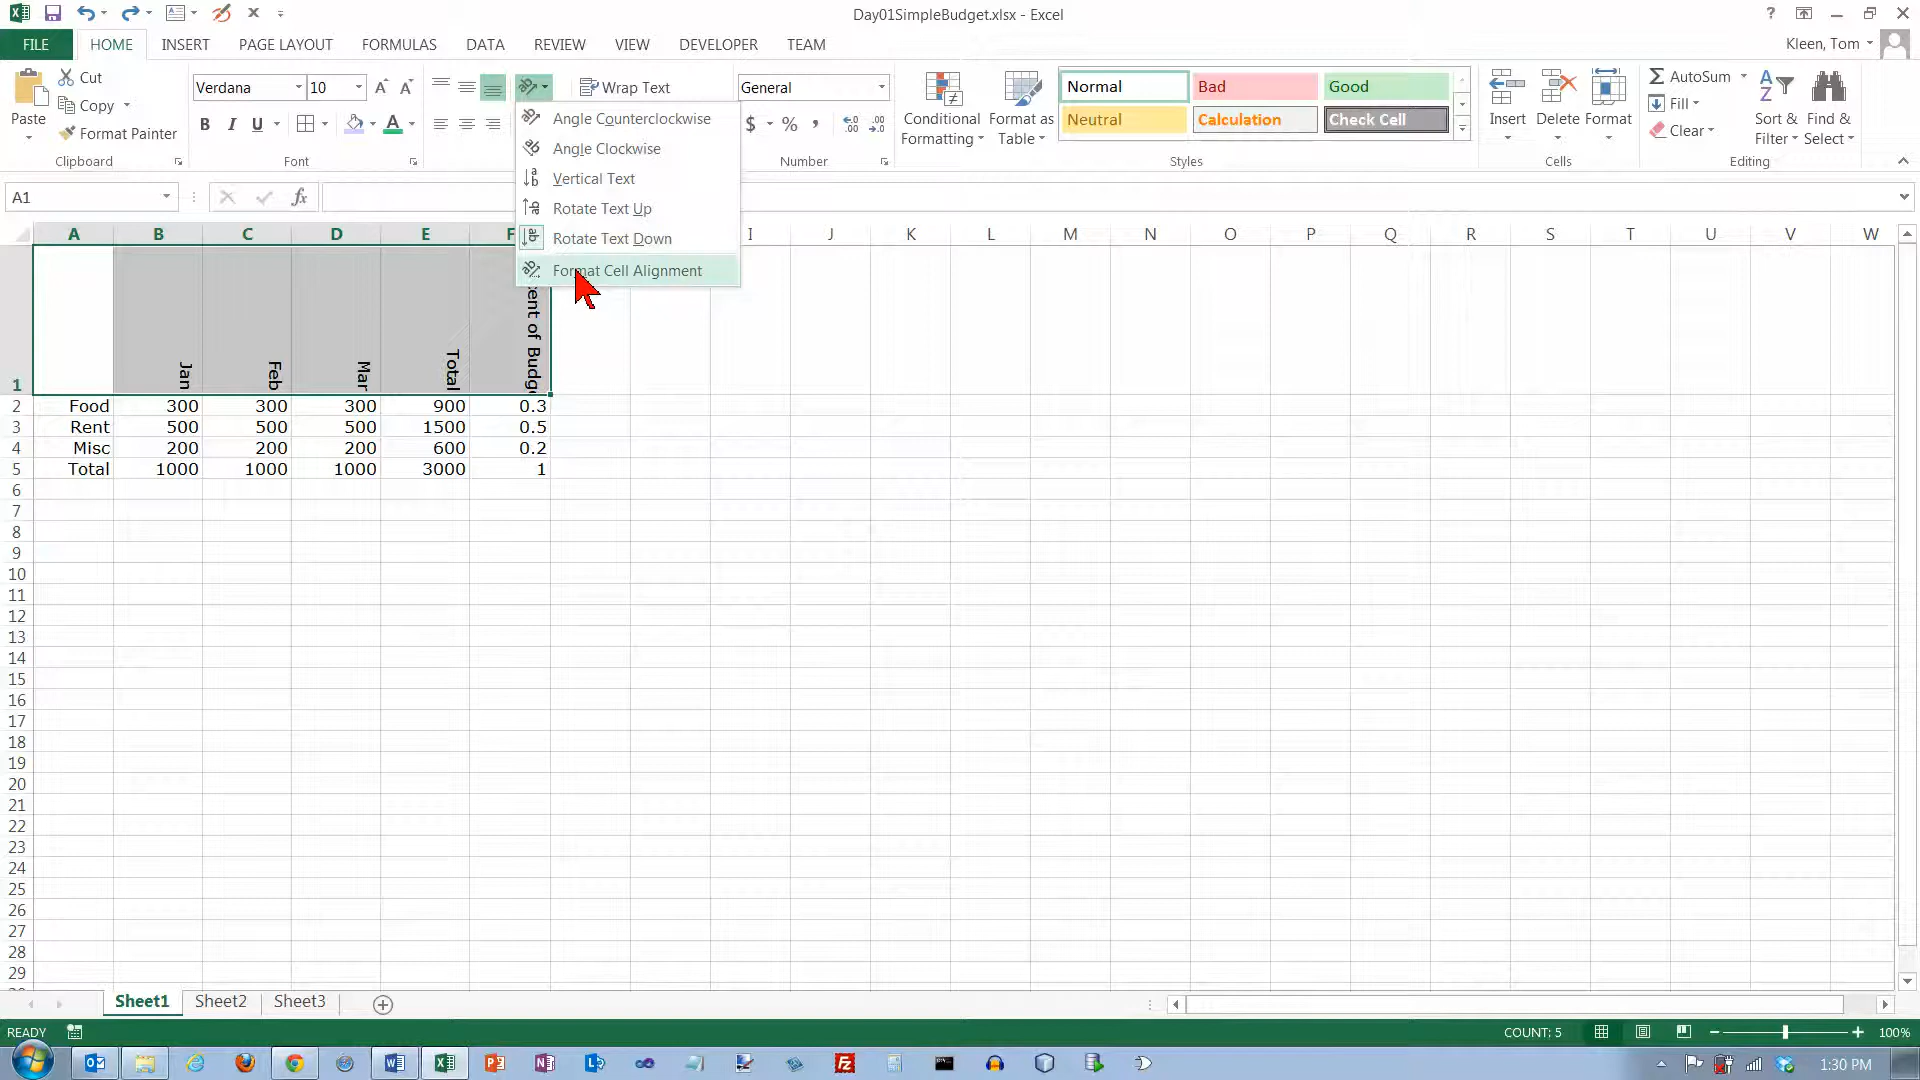 Day01SimpleBudget.xlsx - Excel
?
FILE HOME INSERT PAGE LAYOUT FORMULAS DATA REVIEW VIEW DEVELOPER TEAM Kleen, Tom
Paste
Cut
Copy
Format Painter
Clipboard
Verdana 10
B I U
Font
Wrap Text
Angle Counterclockwise
Angle Clockwise
Vertical Text
Rotate Text Up
Rotate Text Down
Format Cell Alignment
General
$ % ,
Number
Conditional Formatting
Format as Table
Normal Bad Good
Neutral Calculation Check Cell
Styles
Insert Delete Format
Cells
AutoSum
Fill
Clear
Sort & Filter
Find & Select
Editing
A1 fx
A B C D E F I J K L M N O P Q R S T U V W
1 Jan Feb Mar Total of
2 Food 300 300 300 900 0.3
3 Rent 500 500 500 1500 0.5
4 Misc 200 200 200 600 0.2
5 Total 1000 1000 1000 3000 1
6
7
8
9
10
11
12
13
14
15
16
17
18
19
20
21
22
23
24
25
26
27
28
29
Sheet1 Sheet2 Sheet3
READY COUNT: 5 100%
1:30 PM